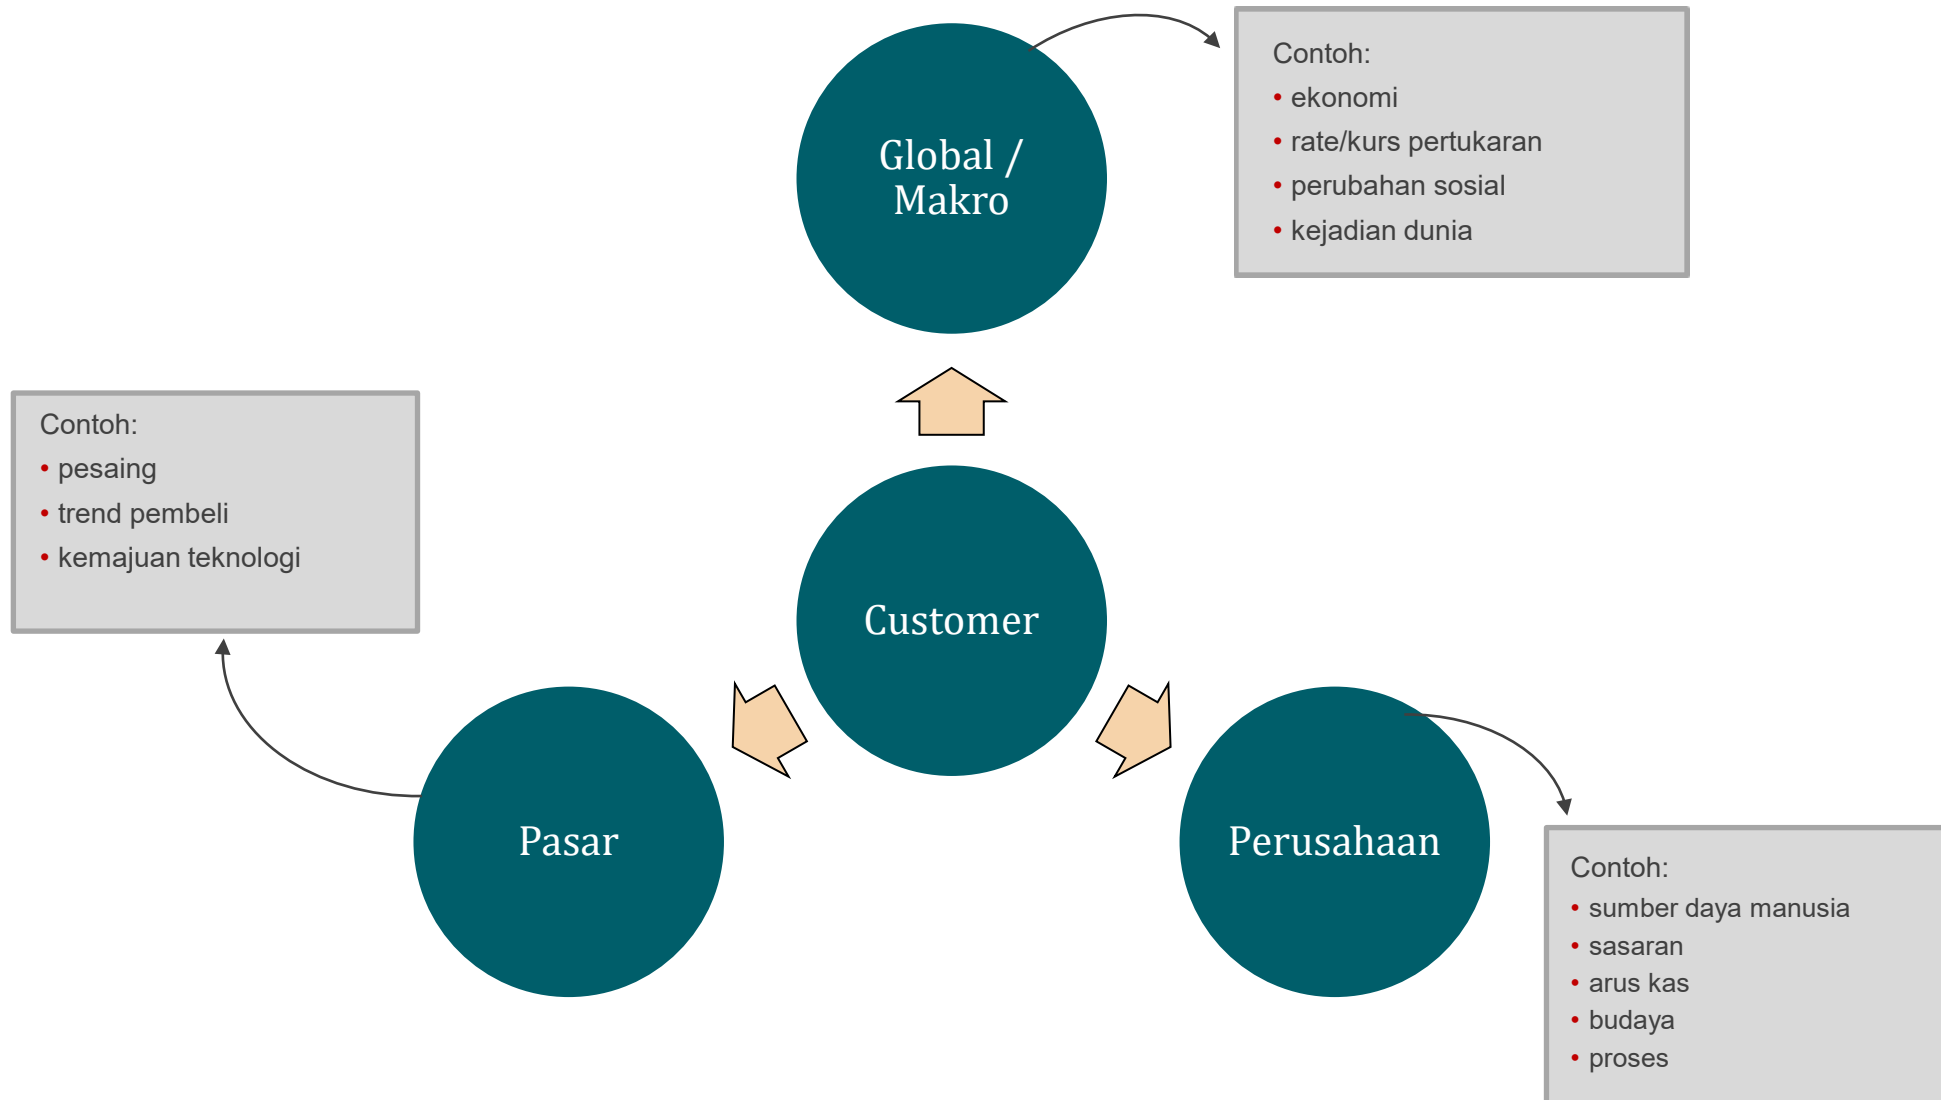 Global /
Makro
Contoh:
• ekonomi
• rate/kurs pertukaran
• perubahan sosial
• kejadian dunia
Contoh:
• pesaing
• trend pembeli
• kemajuan teknologi
Customer
Pasar
Perusahaan
Contoh:
• sumber daya manusia
• sasaran
• arus kas
• budaya
• proses